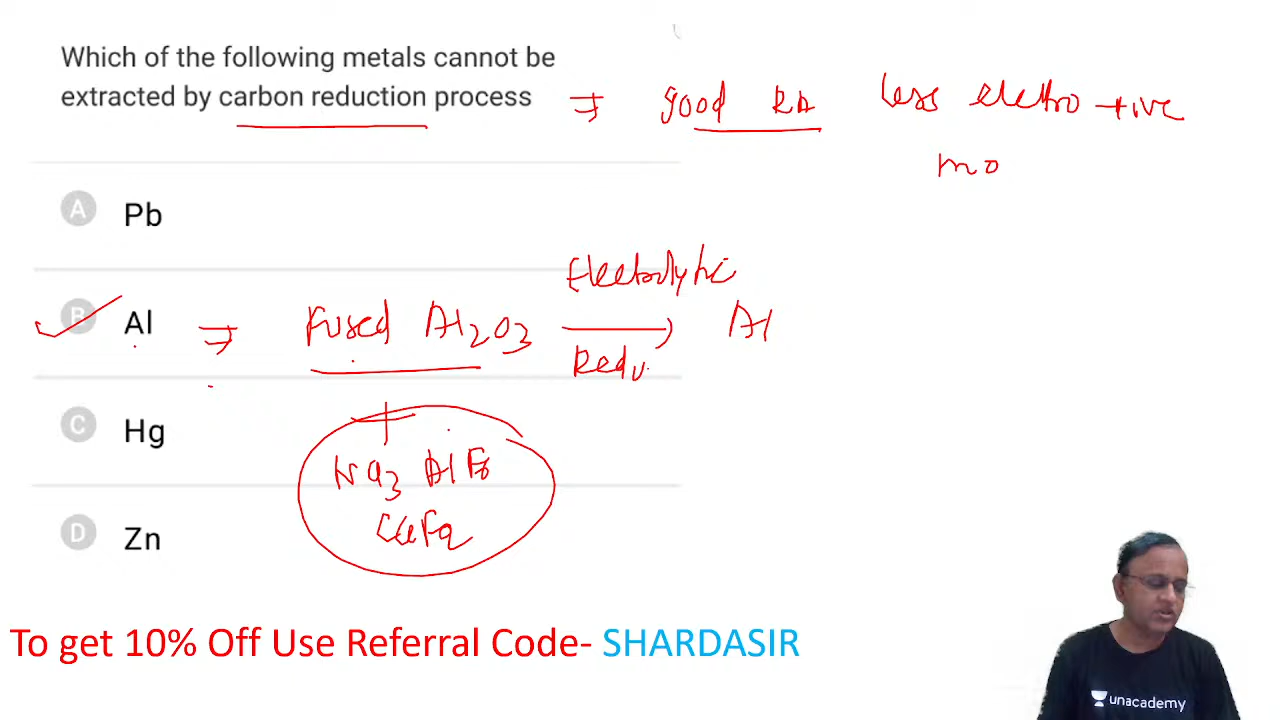 Which of the following metals cannot be
extracted by carbon reduction process
⇒ good RA less electro +ive
mo
A Pb
B Al ⇒ Fused Al2O3 Electrolytic Redu. Al
+
Na3 AlF6
CaF2
C Hg
D Zn
To get 10% Off Use Referral Code- SHARDASIR
unacademy